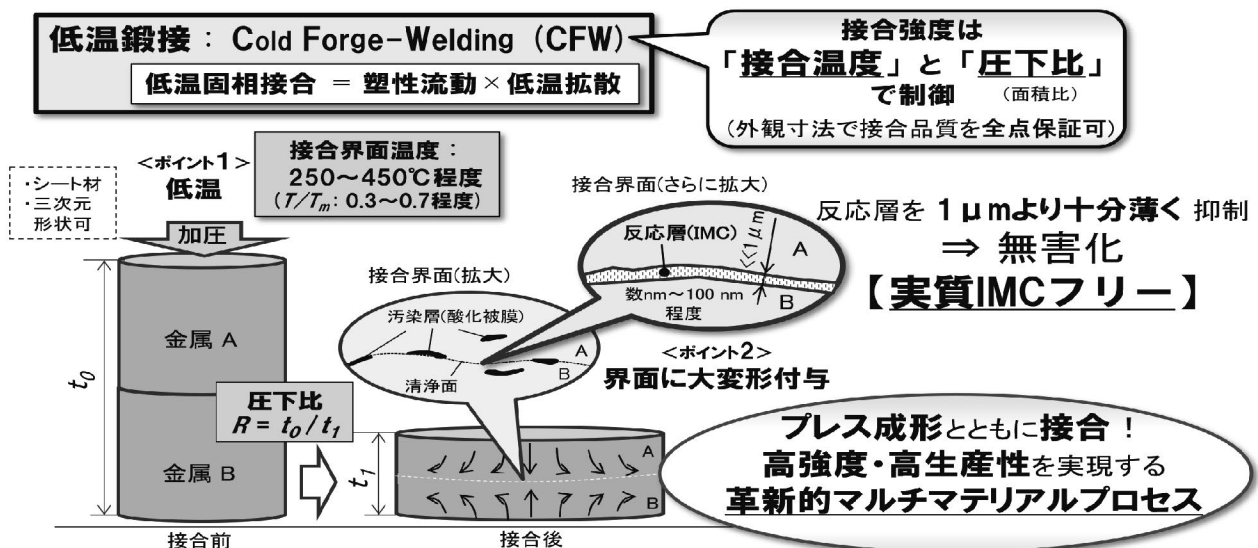 低温鍛接：Cold Forge-Welding（CFW）
低温固相接合 ＝ 塑性流動×低温拡散
接合強度は
「接合温度」と「圧下比」
で制御 （面積比）
（外観寸法で接合品質を全点保証可）
・シート材
・三次元
形状可
<ポイント1>
低温
接合界面温度：
250～450℃程度
（T/Tm：0.3～0.7程度）
加圧
t0
金属 A
金属 B
接合前
圧下比
R = t0/t1
接合界面（拡大）
汚染層（酸化被膜）
A
B
清浄面
接合界面（さらに拡大）
反応層（IMC）
≪1μm
A
B
数nm～100 nm
程度
反応層を 1μmより十分薄く 抑制
⇒ 無害化
【実質IMCフリー】
<ポイント2>
界面に大変形付与
t1
A
B
接合後
プレス成形とともに接合！
高強度・高生産性を実現する
革新的マルチマテリアルプロセス